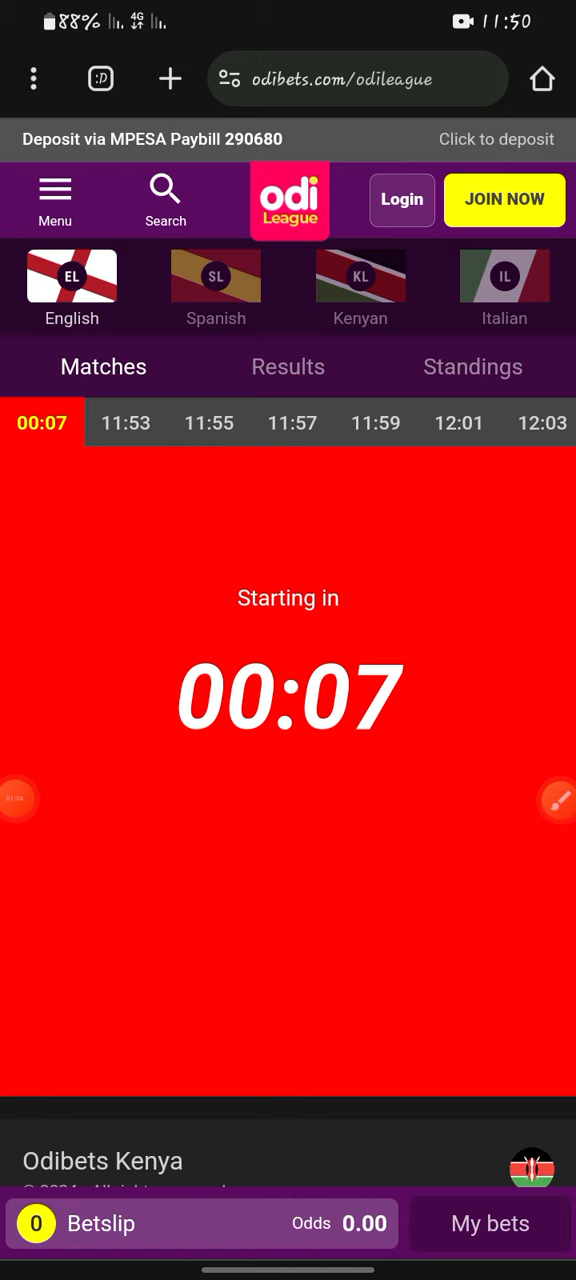 88% 4G 11:50
:D odibets.com/odileague
Deposit via MPESA Paybill 290680 Click to deposit
Menu Search odi League Login JOIN NOW
EL SL KL IL
English Spanish Kenyan Italian
Matches Results Standings
00:07 11:53 11:55 11:57 11:59 12:01 12:03
Starting in
00:07
Odibets Kenya
0 Betslip Odds 0.00 My bets